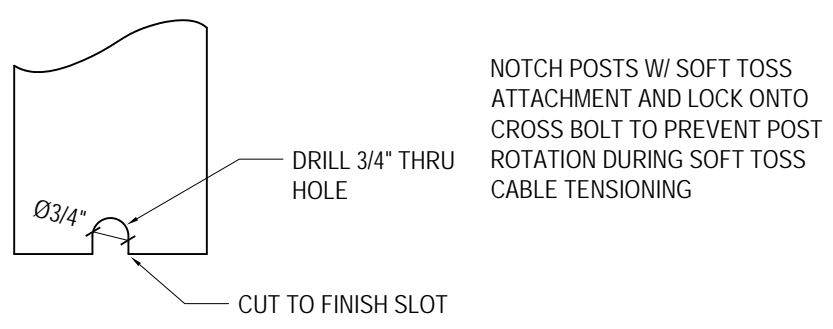 NOTCH POSTS W/ SOFT TOSS
ATTACHMENT AND LOCK ONTO
CROSS BOLT TO PREVENT POST
ROTATION DURING SOFT TOSS
CABLE TENSIONING
DRILL 3/4" THRU
HOLE
Ø3/4"
CUT TO FINISH SLOT